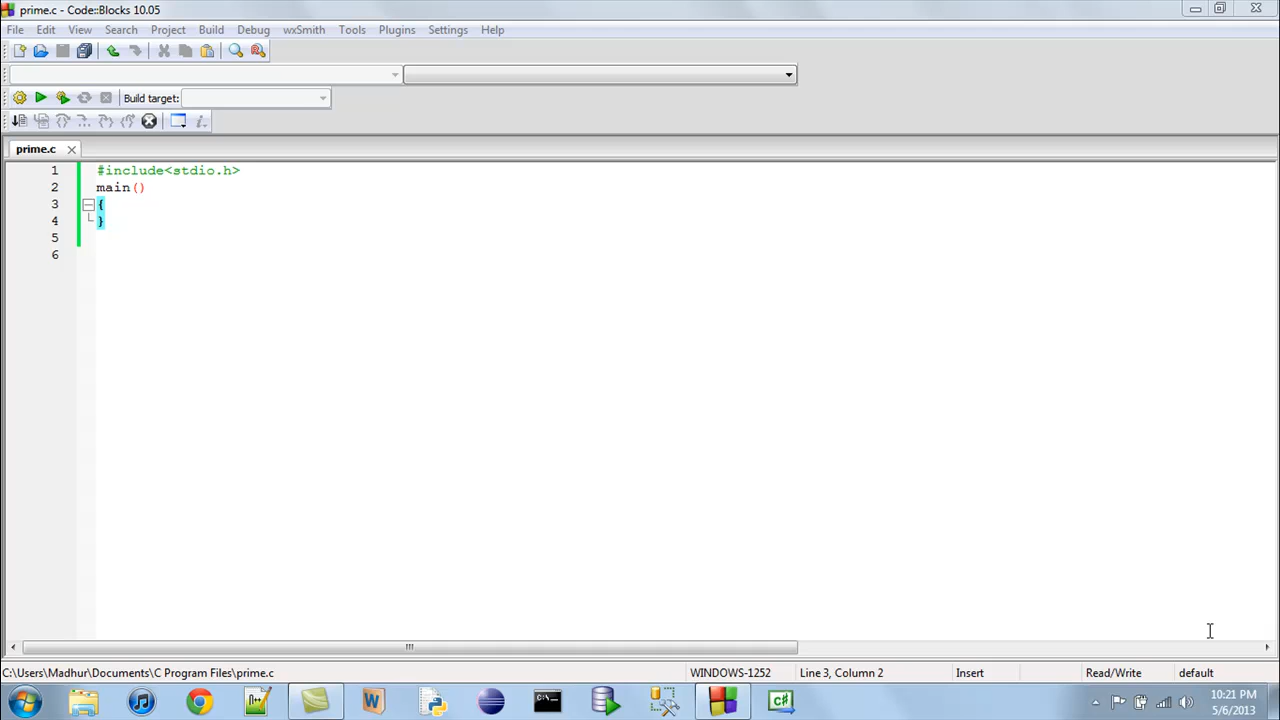 prime.c - Code::Blocks 10.05
File Edit View Search Project Build Debug wxSmith Tools Plugins Settings Help
Build target:
prime.c
1 #include<stdio.h>
2 main()
3 {
4 }
5
6
C:\Users\Madhur\Documents\C Program Files\prime.c WINDOWS-1252 Line 3, Column 2 Insert Read/Write default
10:21 PM
5/6/2013